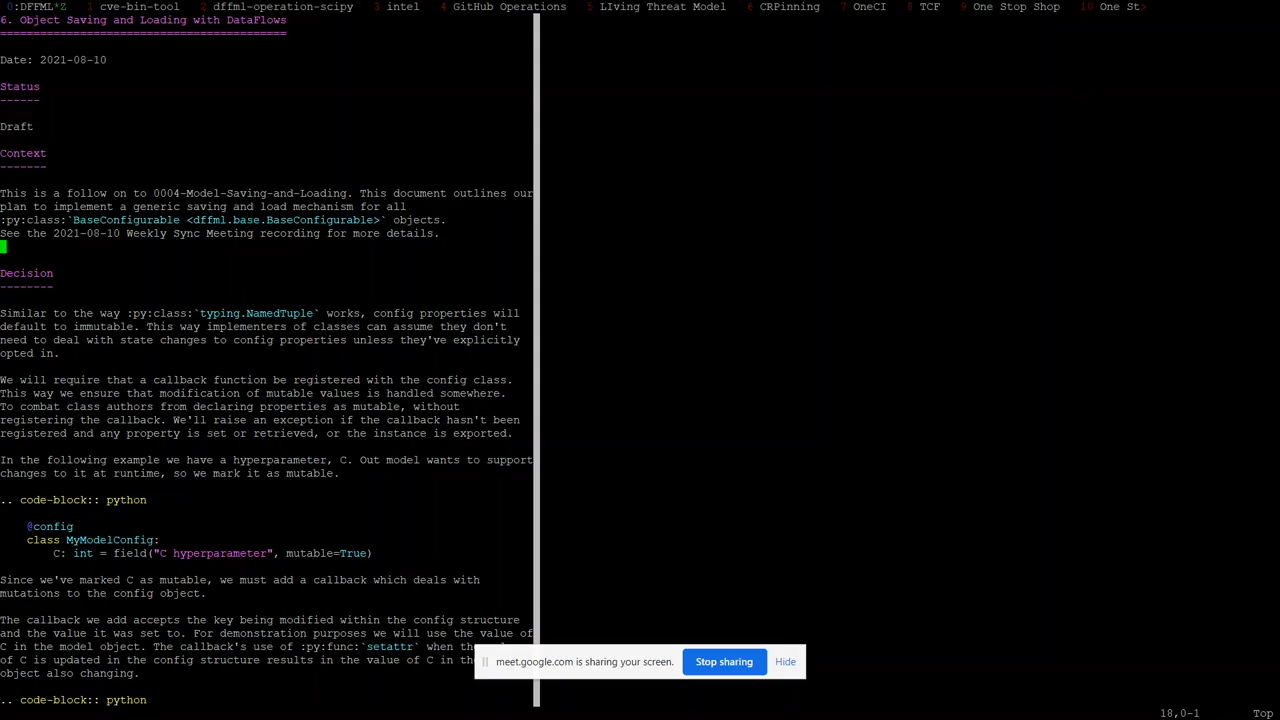 0:DFFML*Z 1 cve-bin-tool 2 dffml-operation-scipy 3 intel 4 GitHub Operations 5 LIving Threat Model 6 CRPinning 7 OneCI 8 TCF 9 One Stop Shop 10 One St>
6. Object Saving and Loading with DataFlows
===========================================
Date: 2021-08-10
Status
------
Draft
Context
-------
This is a follow on to 0004-Model-Saving-and-Loading. This document outlines our
plan to implement a generic saving and load mechanism for all
:py:class:`BaseConfigurable <dffml.base.BaseConfigurable>` objects.
See the 2021-08-10 Weekly Sync Meeting recording for more details.
Decision
--------
Similar to the way :py:class:`typing.NamedTuple` works, config properties will
default to immutable. This way implementers of classes can assume they don't
need to deal with state changes to config properties unless they've explicitly
opted in.
We will require that a callback function be registered with the config class.
This way we ensure that modification of mutable values is handled somewhere.
To combat class authors from declaring properties as mutable, without
registering the callback. We'll raise an exception if the callback hasn't been
registered and any property is set or retrieved, or the instance is exported.
In the following example we have a hyperparameter, C. Out model wants to support
changes to it at runtime, so we mark it as mutable.
.. code-block:: python
@config
class MyModelConfig:
C: int = field("C hyperparameter", mutable=True)
Since we've marked C as mutable, we must add a callback which deals with
mutations to the config object.
The callback we add accepts the key being modified within the config structure
and the value it was set to. For demonstration purposes we will use the value of
C in the model object. The callback's use of :py:func:`setattr` when the
of C is updated in the config structure results in the value of C in the
object also changing.
.. code-block:: python
meet.google.com is sharing your screen. Stop sharing Hide
18,0-1 Top